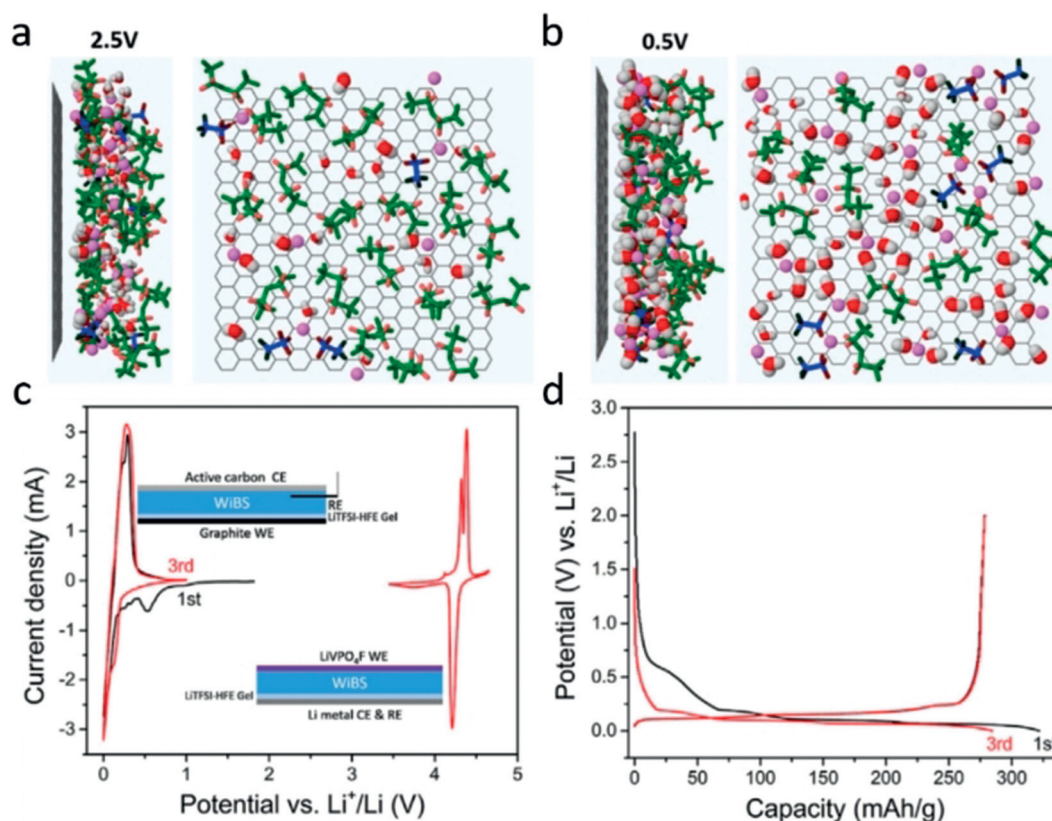 a
2.5V
b
0.5V
c
3
2
1
0
-1
-2
-3
Current density (mA)
Active carbon CE
WiBS
RE
LiTFSI-HFE Gel
Graphite WE
3rd
1st
LiVPO₄F WE
WiBS
LiTFSI-HFE Gel
Li metal CE & RE
0 1 2 3 4 5
Potential vs. Li⁺/Li (V)
d
3.0
2.5
2.0
1.5
1.0
0.5
0.0
Potential (V) vs. Li⁺/Li
3rd
1st
0 50 100 150 200 250 300
Capacity (mAh/g)